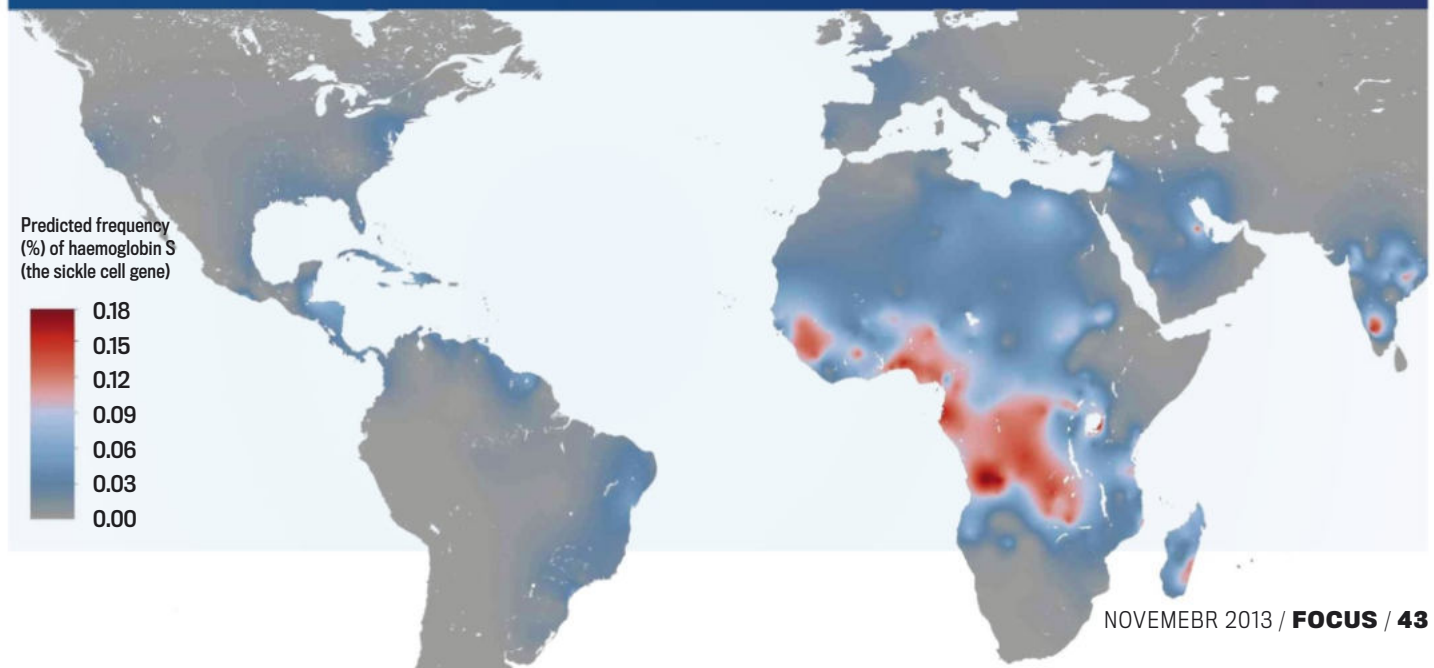 Predicted frequency
(%) of haemoglobin S
(the sickle cell gene)
0.18
0.15
0.12
0.09
0.06
0.03
0.00
NOVEMEBR 2013 / FOCUS / 43